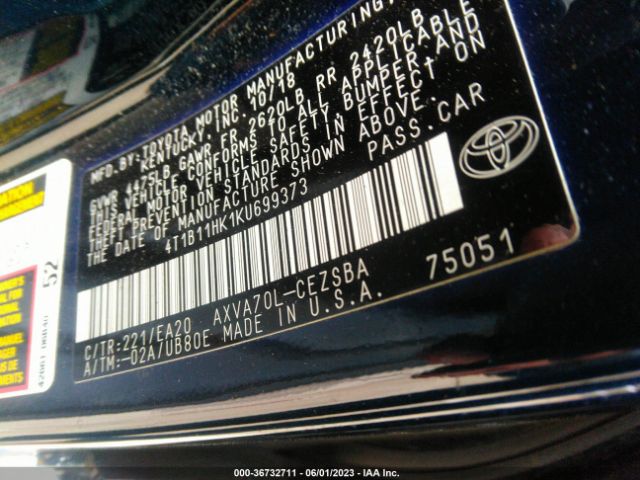 MFD.BY:TOYOTA MOTOR MANUFACTURING,
KENTUCKY,INC. 10/18
GVWR 4475LB GAWR FR 2620LB RR 2420LB
THIS VEHICLE CONFORMS TO ALL APPLICABLE
FEDERAL MOTOR VEHICLE SAFETY, BUMPER, AND
THEFT PREVENTION STANDARDS IN EFFECT ON
THE DATE OF MANUFACTURE SHOWN ABOVE.
4T1B11HK1KU699373 PASS.CAR
TOYOTA
75051
C/TR:221/EA20 AXVA70L-CEZSBA
A/TM:-02A/UB80E MADE IN U.S.A.
52
000-36732711 - 06/01/2023 - IAA Inc.